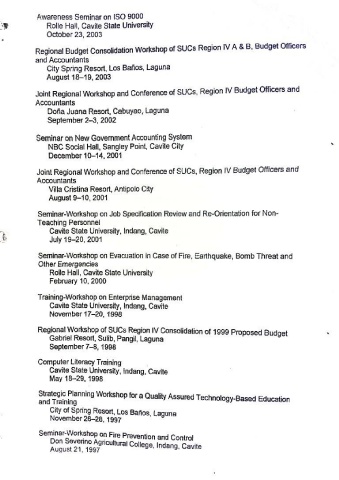 Awareness Seminar on ISO 9000
Rolle Hall, Cavite State University
October 23, 2003
Regional Budget Consolidation Workshop of SUCs Region IV A & B, Budget Officers
and Accountants
City Spring Resort, Los Baños, Laguna
August 18-19, 2003
Joint Regional Workshop and Conference of SUCs, Region IV Budget Officers and
Accountants
Doña Juana Resort, Cabuyao, Laguna
September 2-3, 2002
Seminar on New Government Accounting System
NBC Social Hall, Sangley Point, Cavite City
December 10-14, 2001
Joint Regional Workshop and Conference of SUCs, Region IV Budget Officers and
Accountants
Villa Cristina Resort, Antipolo City
August 9-10, 2001
Seminar-Workshop on Job Specification Review and Re-Orientation for Non-
Teaching Personnel
Cavite State University, Indang, Cavite
July 19-20, 2001
Seminar-Workshop on Evacuation in Case of Fire, Earthquake, Bomb Threat and
Other Emergencies
Rolle Hall, Cavite State University
February 10, 2000
Training-Workshop on Enterprise Management
Cavite State University, Indang, Cavite
November 17-20, 1998
Regional Workshop of SUCs Region IV Consolidation of 1999 Proposed Budget
Gabriel Resort, Sulib, Pangil, Laguna
September 7-8, 1998
Computer Literacy Training
Cavite State University, Indang, Cavite
May 18-29, 1998
Strategic Planning Workshop for a Quality Assured Technology-Based Education
and Training
City of Spring Resort, Los Baños, Laguna
November 26-28, 1997
Seminar-Workshop on Fire Prevention and Control
Don Severino Agricultural College, Indang, Cavite
August 21, 1997